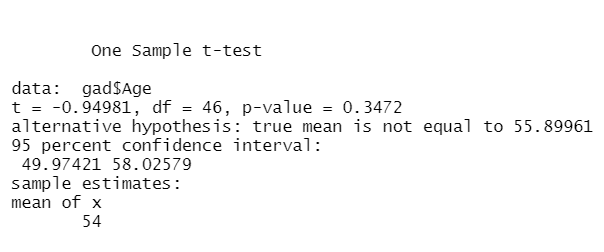 One Sample t-test
data: gad$Age
t = -0.94981, df = 46, p-value = 0.3472
alternative hypothesis: true mean is not equal to 55.89961
95 percent confidence interval:
49.97421 58.02579
sample estimates:
mean of x
54